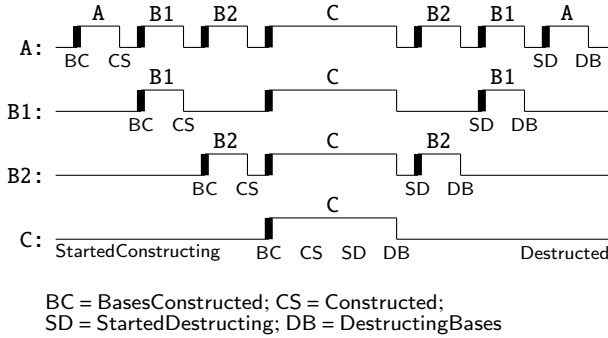 A B1 B2 C B2 B1 A
A:
BC CS SD DB
B1 C B1
B1:
BC CS SD DB
B2 C B2
B2:
BC CS SD DB
C
C:
StartedConstructing BC CS SD DB Destructed
BC = BasesConstructed; CS = Constructed;
SD = StartedDestructing; DB = DestructingBases